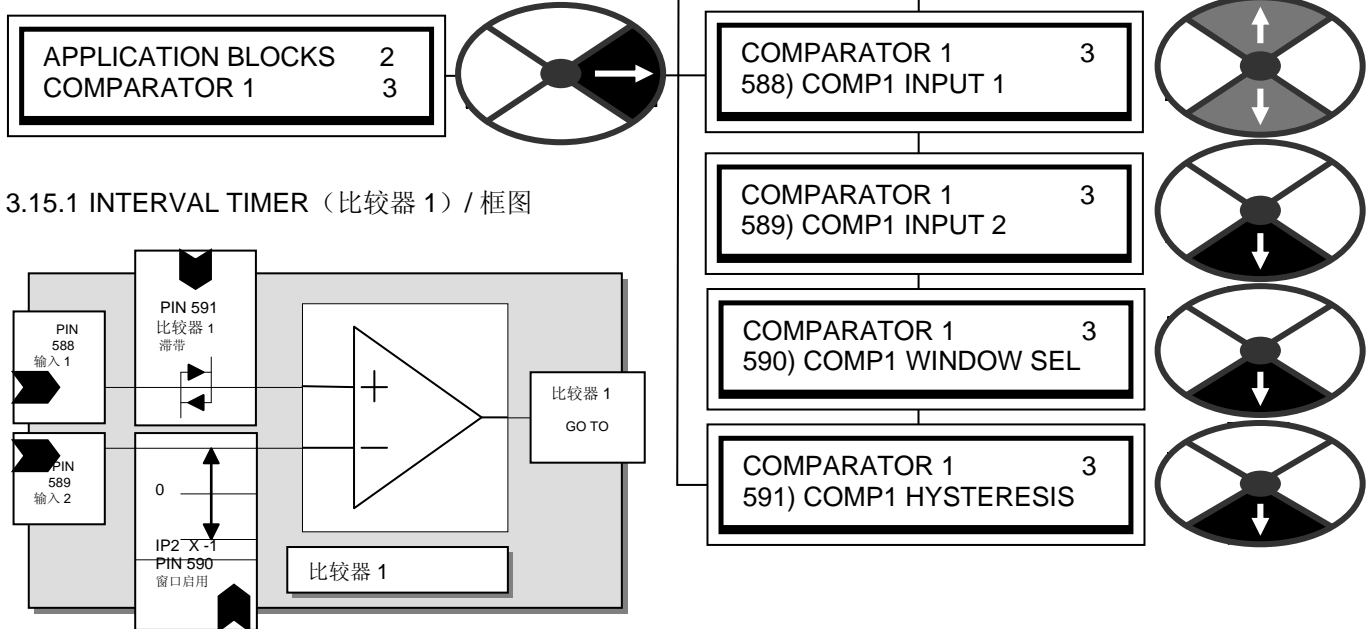 APPLICATION BLOCKS 2
COMPARATOR 1 3
COMPARATOR 1 3
588) COMP1 INPUT 1
COMPARATOR 1 3
589) COMP1 INPUT 2
COMPARATOR 1 3
590) COMP1 WINDOW SEL
COMPARATOR 1 3
591) COMP1 HYSTERESIS
3.15.1 INTERVAL TIMER（比较器 1）/ 框图
PIN
588
输入 1
PIN 591
比较器 1
滞带
PIN
589
输入 2
0
IP2 X -1
PIN 590
窗口启用
比较器 1
比较器 1
GO TO